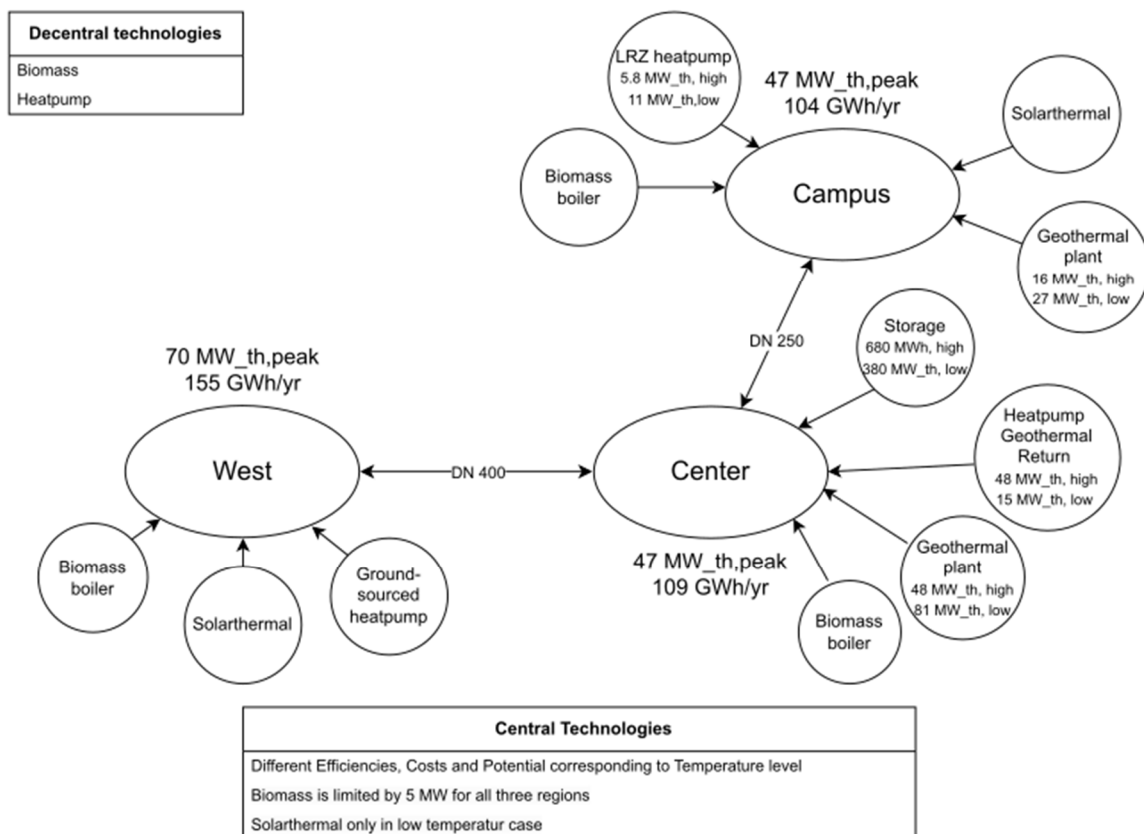 Decentral technologies
Biomass
Heatpump
LRZ heatpump
5.8 MW_th, high
11 MW_th,low
47 MW_th,peak
104 GWh/yr
Solarthermal
Biomass
boiler
Campus
Geothermal
plant
16 MW_th, high
27 MW_th, low
DN 250
Storage
680 MWh, high
380 MW_th, low
70 MW_th,peak
155 GWh/yr
West
DN 400
Center
Heatpump
Geothermal
Return
48 MW_th, high
15 MW_th, low
47 MW_th,peak
109 GWh/yr
Geothermal
plant
48 MW_th, high
81 MW_th, low
Biomass
boiler
Solarthermal
Ground-
sourced
heatpump
Biomass
boiler
Central Technologies
Different Efficiencies, Costs and Potential corresponding to Temperature level
Biomass is limited by 5 MW for all three regions
Solarthermal only in low temperatur case